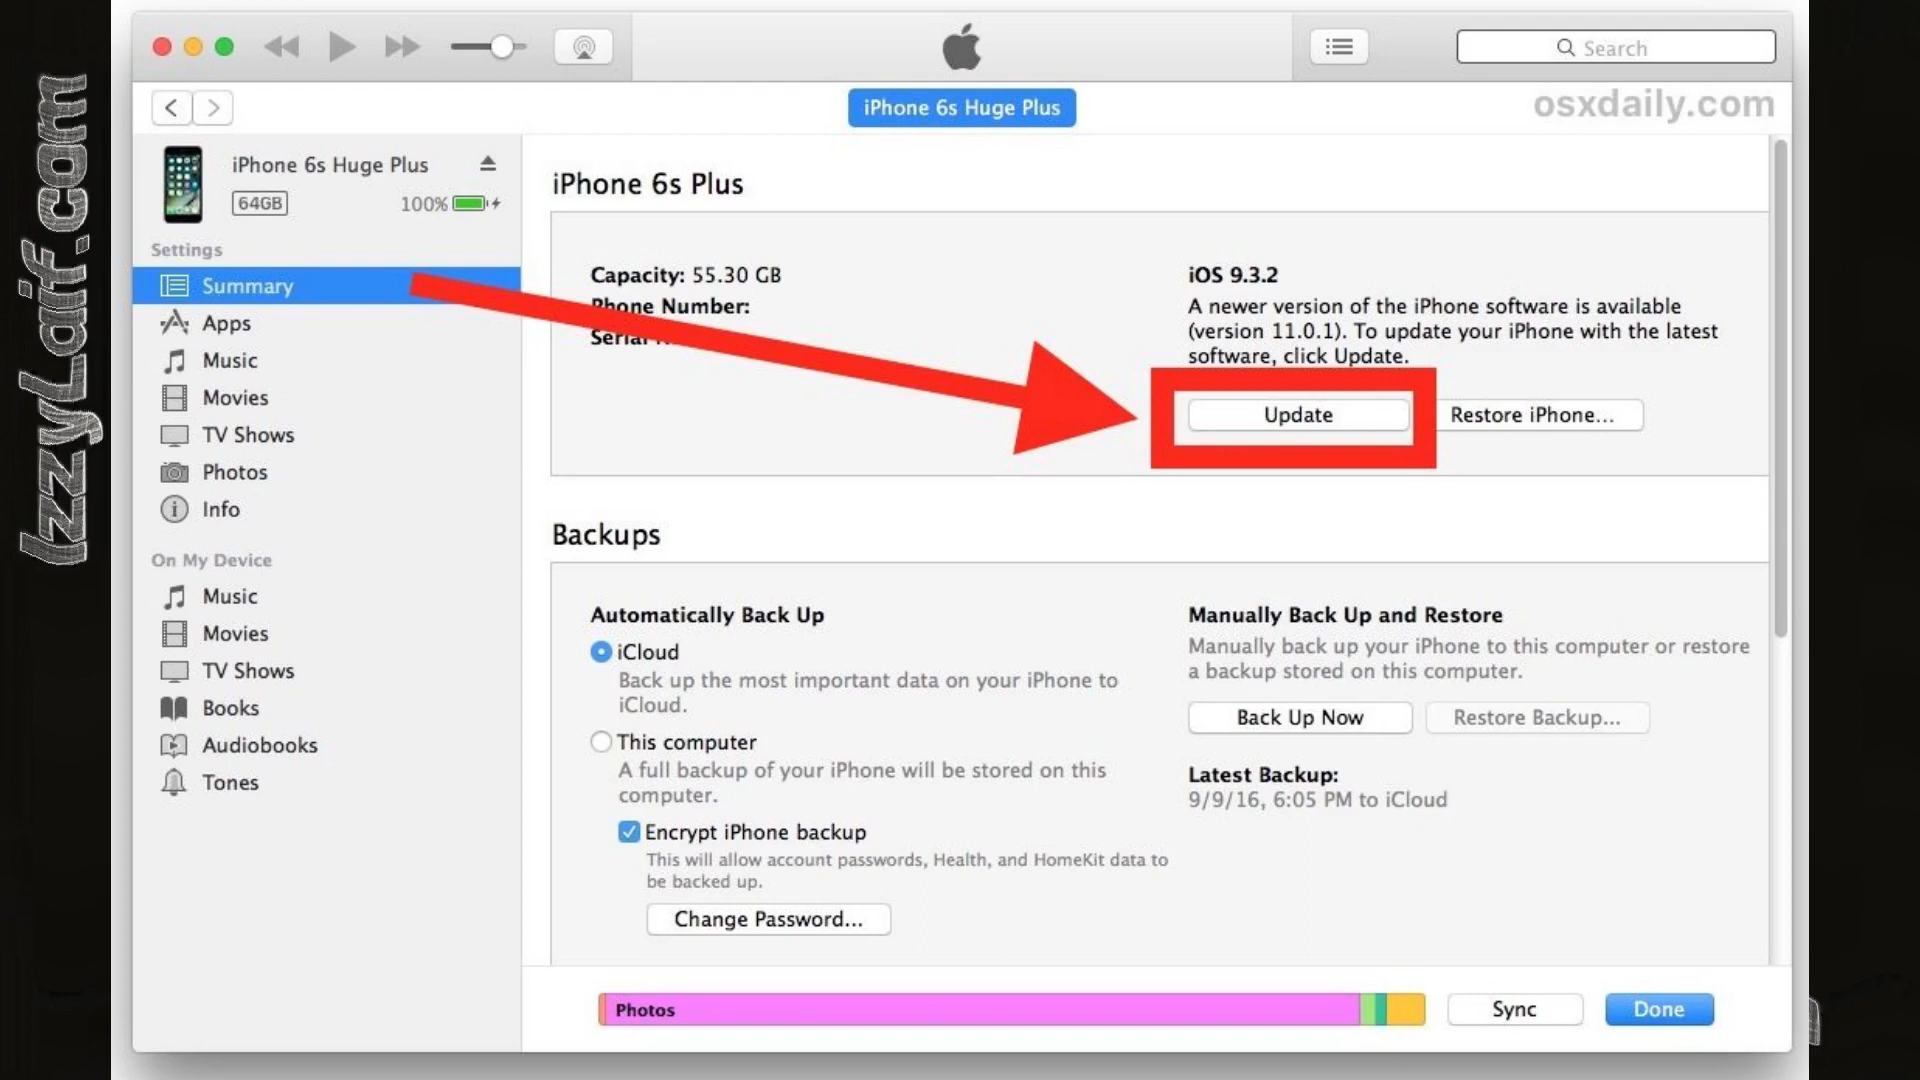 IzzyLaif.com
Search
iPhone 6s Huge Plus
osxdaily.com
iPhone 6s Huge Plus
64GB
100%
Settings
Summary
Apps
Music
Movies
TV Shows
Photos
Info
On My Device
Music
Movies
TV Shows
Books
Audiobooks
Tones
iPhone 6s Plus
Capacity: 55.30 GB
Phone Number:
Serial
iOS 9.3.2
A newer version of the iPhone software is available
(version 11.0.1). To update your iPhone with the latest
software, click Update.
Update
Restore iPhone...
Backups
Automatically Back Up
iCloud
Back up the most important data on your iPhone to
iCloud.
This computer
A full backup of your iPhone will be stored on this
computer.
Encrypt iPhone backup
This will allow account passwords, Health, and HomeKit data to
be backed up.
Change Password...
Manually Back Up and Restore
Manually back up your iPhone to this computer or restore
a backup stored on this computer.
Back Up Now
Restore Backup...
Latest Backup:
9/9/16, 6:05 PM to iCloud
Photos
Sync
Done